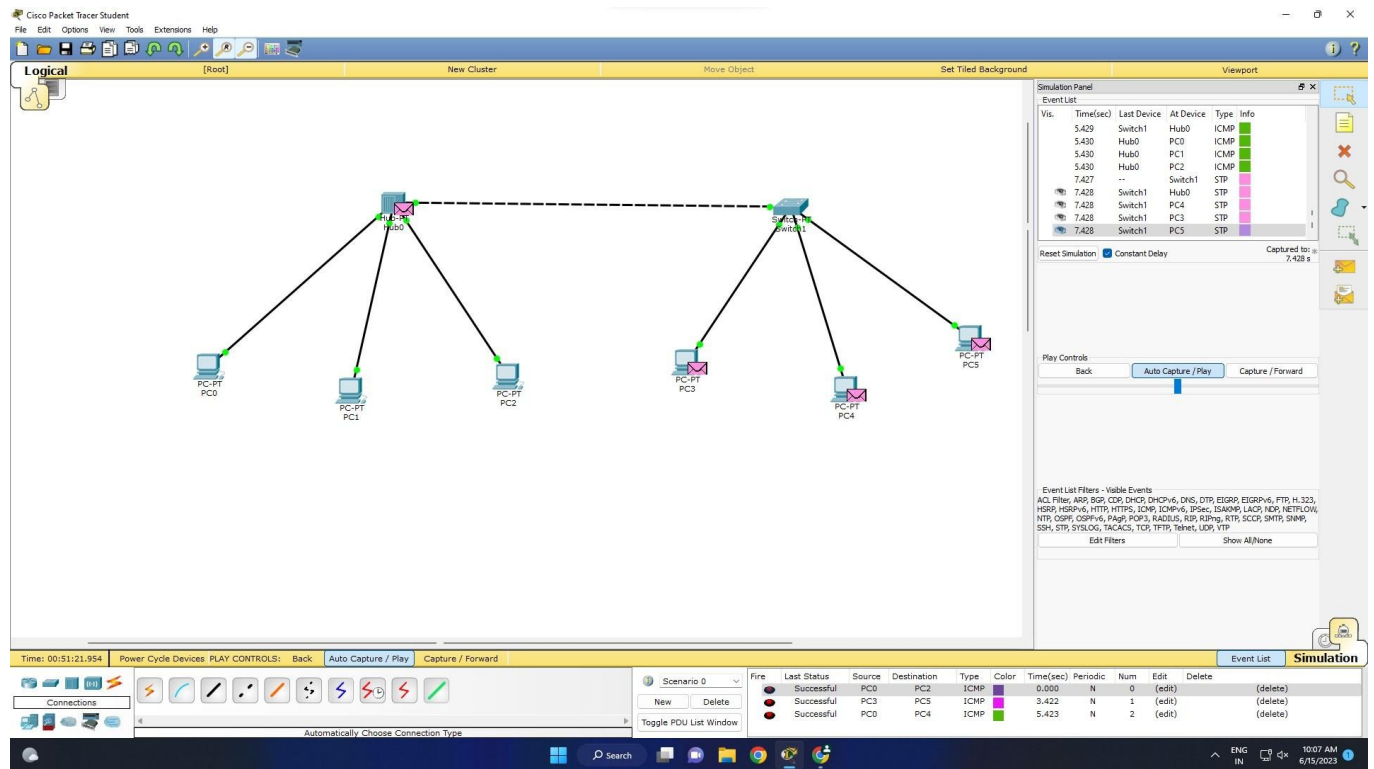 Cisco Packet Tracer Student
File Edit Options View Tools Extensions Help
Logical [Root] New Cluster Move Object Set Tiled Background Viewport
Simulation Panel
Event List
Vis. Time(sec) Last Device At Device Type Info
5.429 Switch1 Hub0 ICMP
5.430 Hub0 PC0 ICMP
5.430 Hub0 PC1 ICMP
5.430 Hub0 PC2 ICMP
7.427 -- Switch1 STP
7.428 Switch1 Hub0 STP
7.428 Switch1 PC4 STP
7.428 Switch1 PC3 STP
7.428 Switch1 PC5 STP
Reset Simulation Constant Delay Captured to:
7.428 s
Hub-PT
Hub0
Switch-PT
Switch1
PC-PT
PC0
PC-PT
PC1
PC-PT
PC2
PC-PT
PC3
PC-PT
PC4
PC-PT
PC5
Play Controls
Back Auto Capture / Play Capture / Forward
Event List Filters - Visible Events
ACL Filter, ARP, BGP, CDP, DHCP, DHCPv6, DNS, DTP, EIGRP, EIGRPv6, FTP, H.323,
HSRP, HSRPv6, HTTP, HTTPS, ICMP, ICMPv6, IPSec, ISAKMP, LACP, NDP, NETFLOW,
NTP, OSPF, OSPFv6, PAgP, POP3, RADIUS, RIP, RIPng, RTP, SCCP, SMTP, SNMP,
SSH, STP, SYSLOG, TACACS, TCP, TFTP, Telnet, UDP, VTP
Edit Filters Show All/None
Time: 00:51:21.954 Power Cycle Devices PLAY CONTROLS: Back Auto Capture / Play Capture / Forward Event List Simulation
Connections
Automatically Choose Connection Type
Scenario 0
New Delete
Toggle PDU List Window
Fire Last Status Source Destination Type Color Time(sec) Periodic Num Edit Delete
Successful PC0 PC2 ICMP 0.000 N 0 (edit) (delete)
Successful PC3 PC5 ICMP 3.422 N 1 (edit) (delete)
Successful PC0 PC4 ICMP 5.423 N 2 (edit) (delete)
Search
ENG
IN
10:07 AM
6/15/2023
1